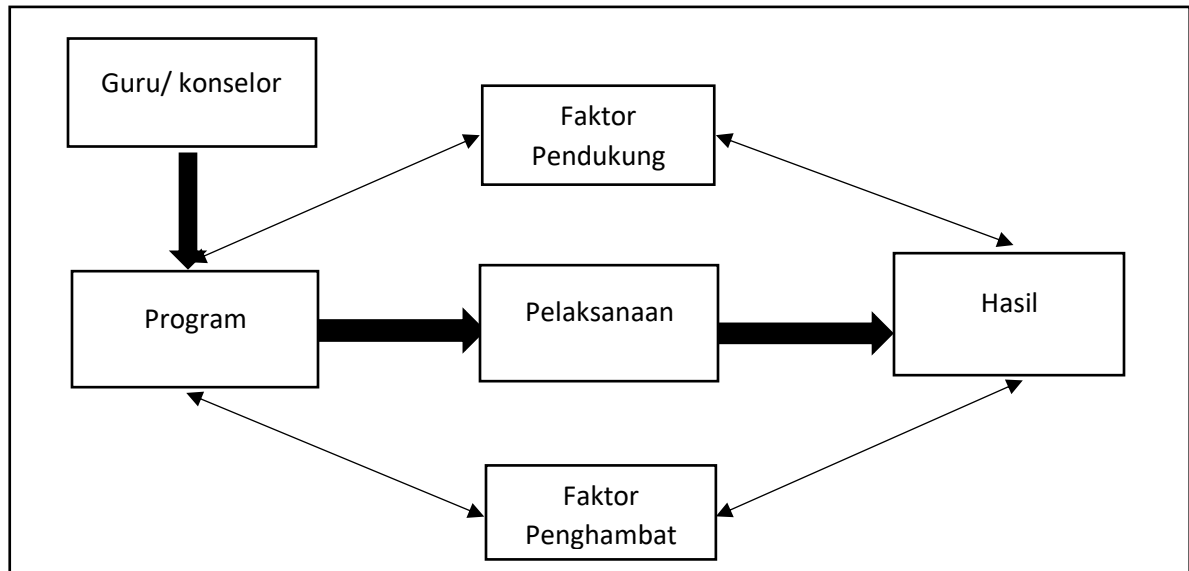 Guru/ konselor
Faktor
Pendukung
Program
Pelaksanaan
Hasil
Faktor
Penghambat